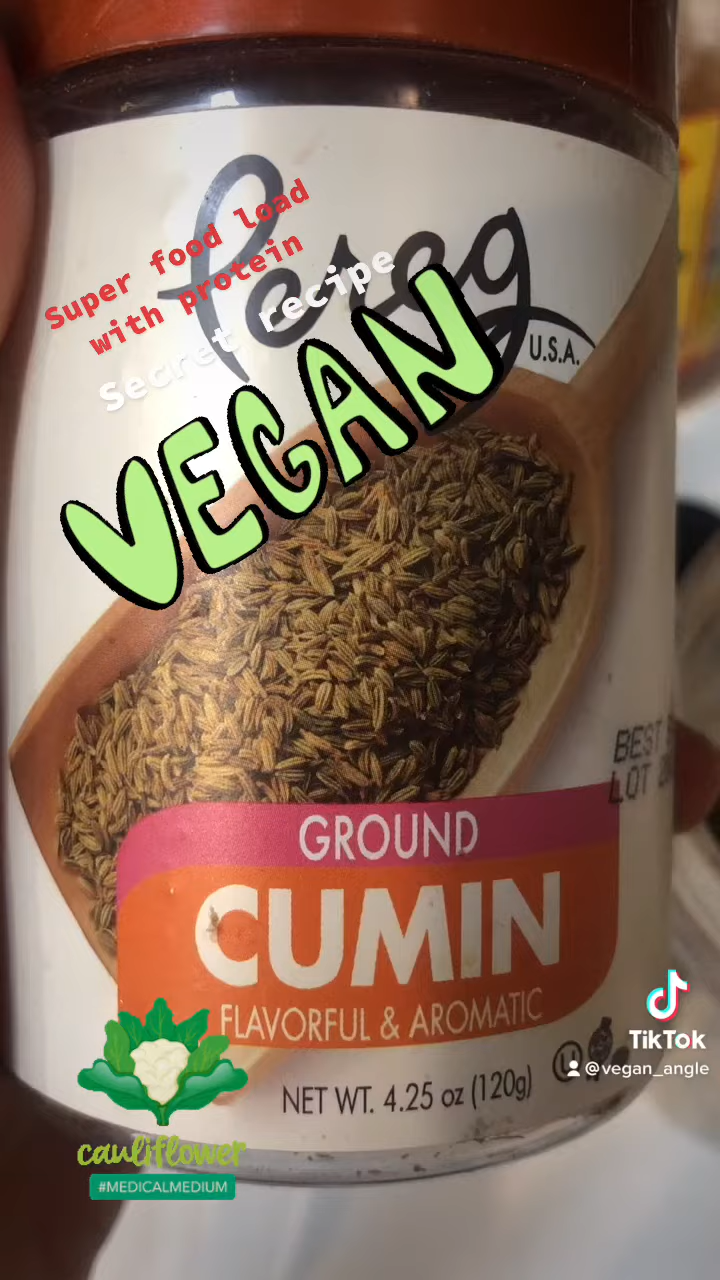 Super food load
with protein
Secret recipe
Pereg
U.S.A.
VEGAN
BEST
LOT
GROUND
CUMIN
FLAVORFUL & AROMATIC
NET WT. 4.25 oz (120g)
U
TikTok
@vegan_angle
cauliflower
#MEDICALMEDIUM